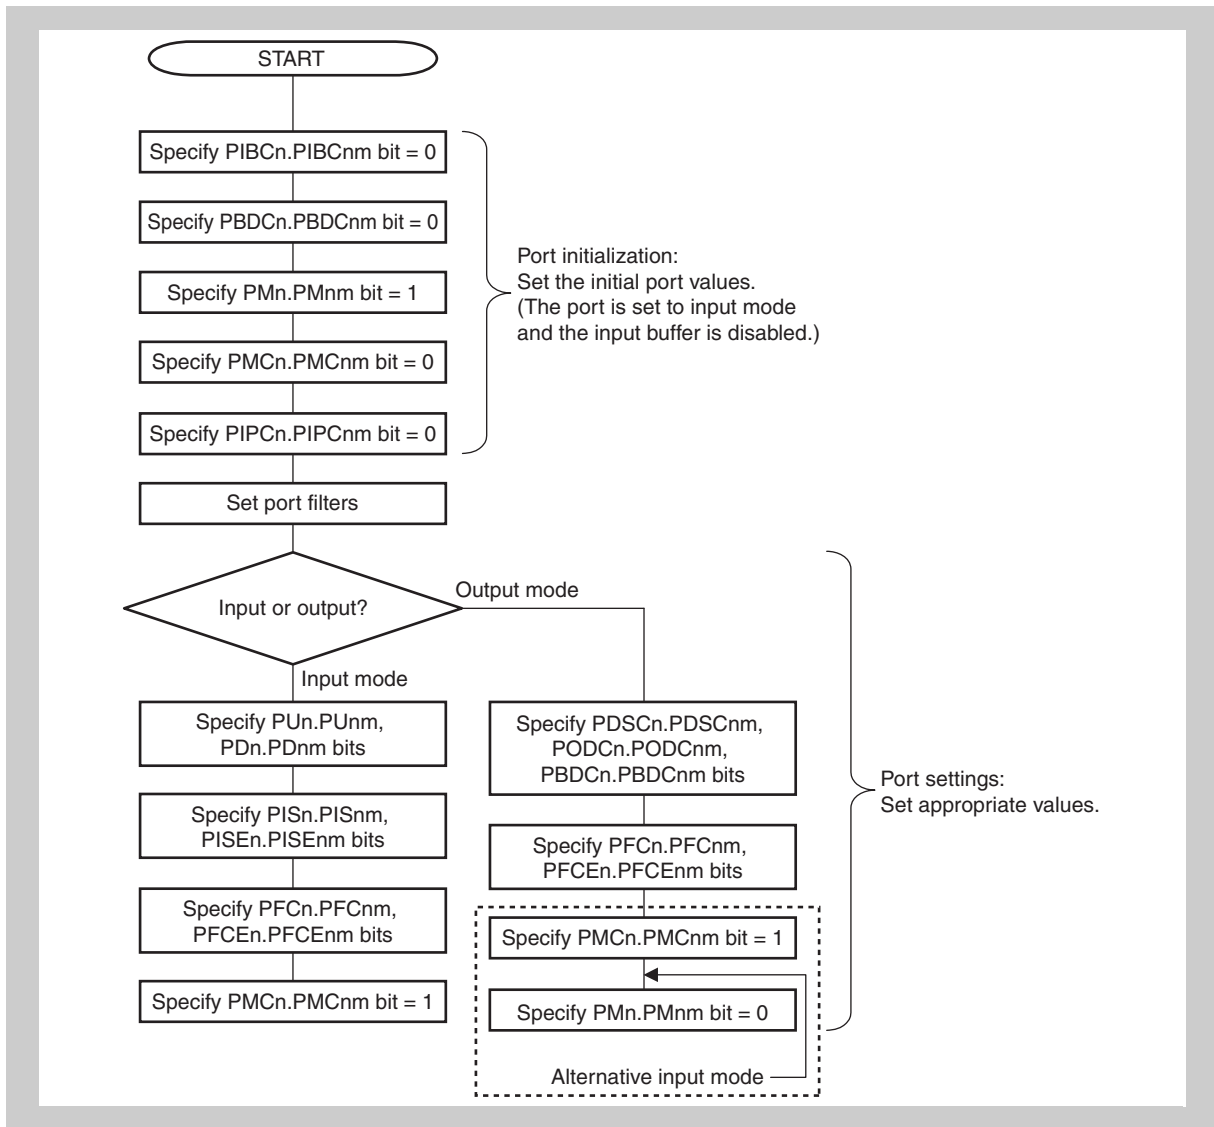 START
Specify PIBCn.PIBCnm bit = 0
Specify PBDCn.PBDCnm bit = 0
Specify PMn.PMnm bit = 1
Specify PMCn.PMCnm bit = 0
Specify PIPCn.PIPCnm bit = 0
Port initialization:
Set the initial port values.
(The port is set to input mode
and the input buffer is disabled.)
Set port filters
Input or output?
Output mode
Input mode
Specify PUn.PUnm,
PDn.PDnm bits
Specify PISn.PISnm,
PISEn.PISEnm bits
Specify PFCn.PFCnm,
PFCEn.PFCEnm bits
Specify PMCn.PMCnm bit = 1
Specify PDSCn.PDSCnm,
PODCn.PODCnm,
PBDCn.PBDCnm bits
Specify PFCn.PFCnm,
PFCEn.PFCEnm bits
Specify PMCn.PMCnm bit = 1
Specify PMn.PMnm bit = 0
Alternative input mode
Port settings:
Set appropriate values.